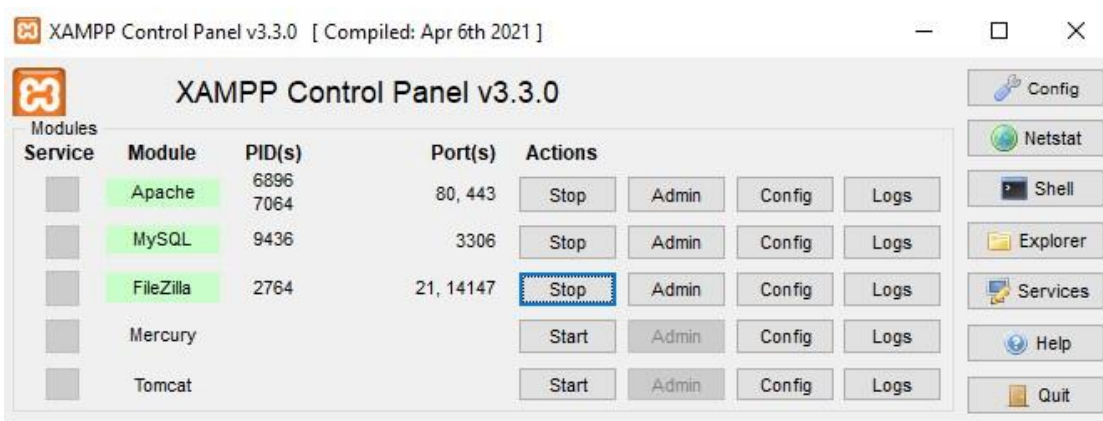 XAMPP Control Panel v3.3.0 [ Compiled: Apr 6th 2021 ]
XAMPP Control Panel v3.3.0
Modules
Service Module PID(s) Port(s) Actions
Apache 6896 7064 80, 443 Stop Admin Config Logs
MySQL 9436 3306 Stop Admin Config Logs
FileZilla 2764 21, 14147 Stop Admin Config Logs
Mercury Start Admin Config Logs
Tomcat Start Admin Config Logs
Config
Netstat
Shell
Explorer
Services
Help
Quit